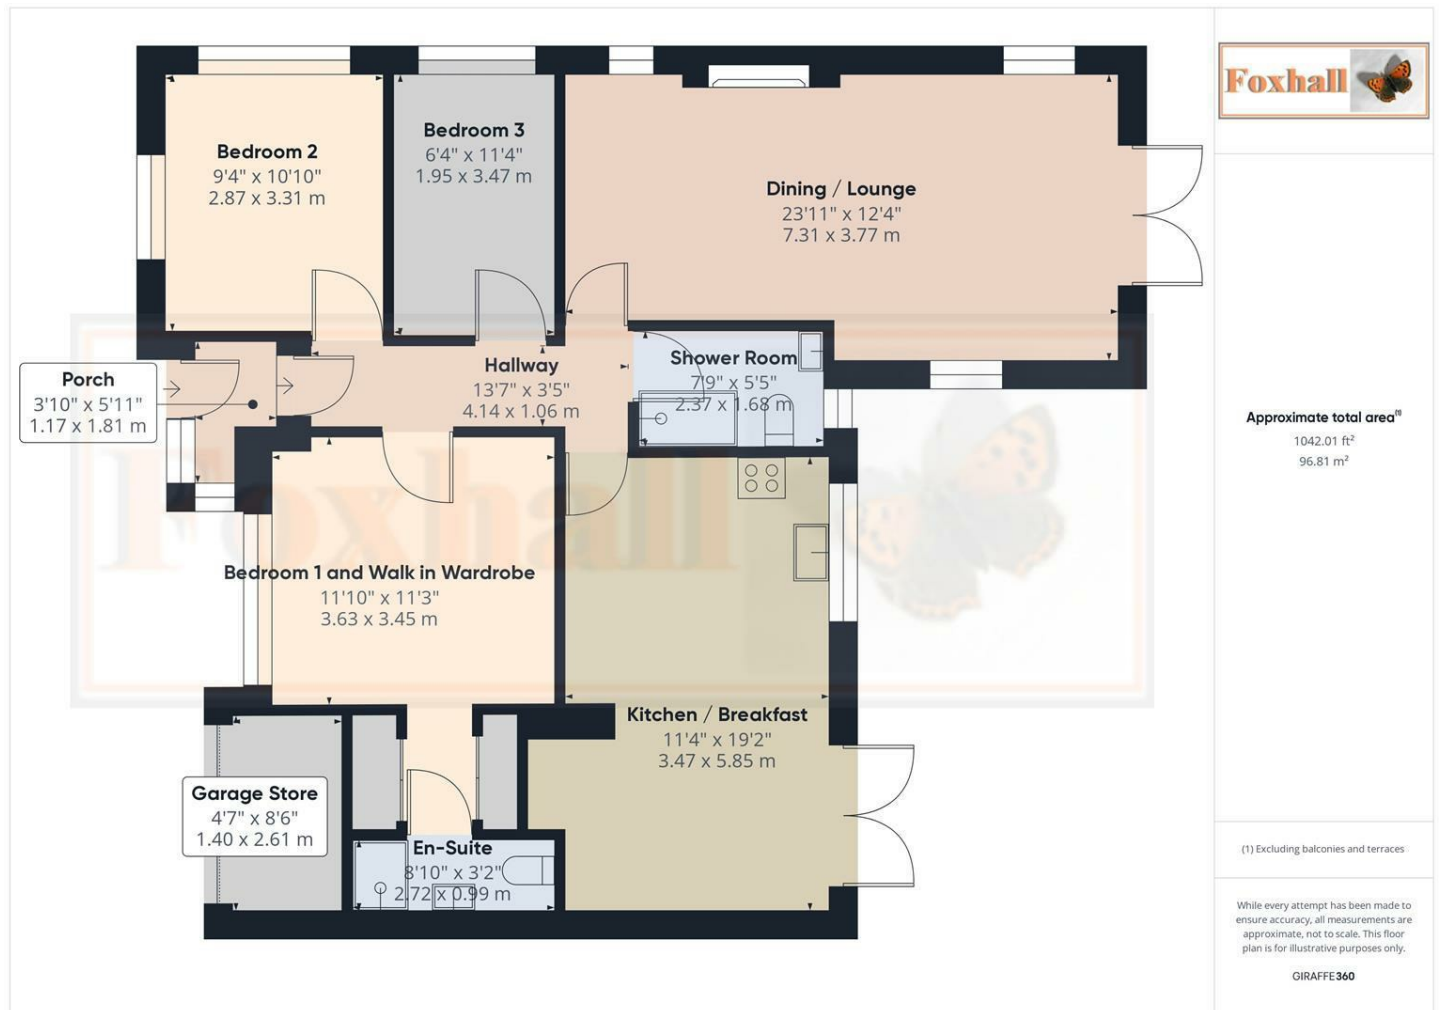 Bedroom 2
9'4" x 10'10"
2.87 x 3.31 m
Bedroom 3
6'4" x 11'4"
1.95 x 3.47 m
Dining / Lounge
23'11" x 12'4"
7.31 x 3.77 m
Porch
3'10" x 5'11"
1.17 x 1.81 m
Hallway
13'7" x 3'5"
4.14 x 1.06 m
Shower Room
7'9" x 5'5"
2.37 x 1.68 m
Foxhall
Bedroom 1 and Walk in Wardrobe
11'10" x 11'3"
3.63 x 3.45 m
Kitchen / Breakfast
11'4" x 19'2"
3.47 x 5.85 m
Garage Store
4'7" x 8'6"
1.40 x 2.61 m
En-Suite
8'10" x 3'2"
2.72 x 0.99 m
Foxhall
Approximate total area(1)
1042.01 ft²
96.81 m²
(1) Excluding balconies and terraces
While every attempt has been made to
ensure accuracy, all measurements are
approximate, not to scale. This floor
plan is for illustrative purposes only.
GIRAFFE360